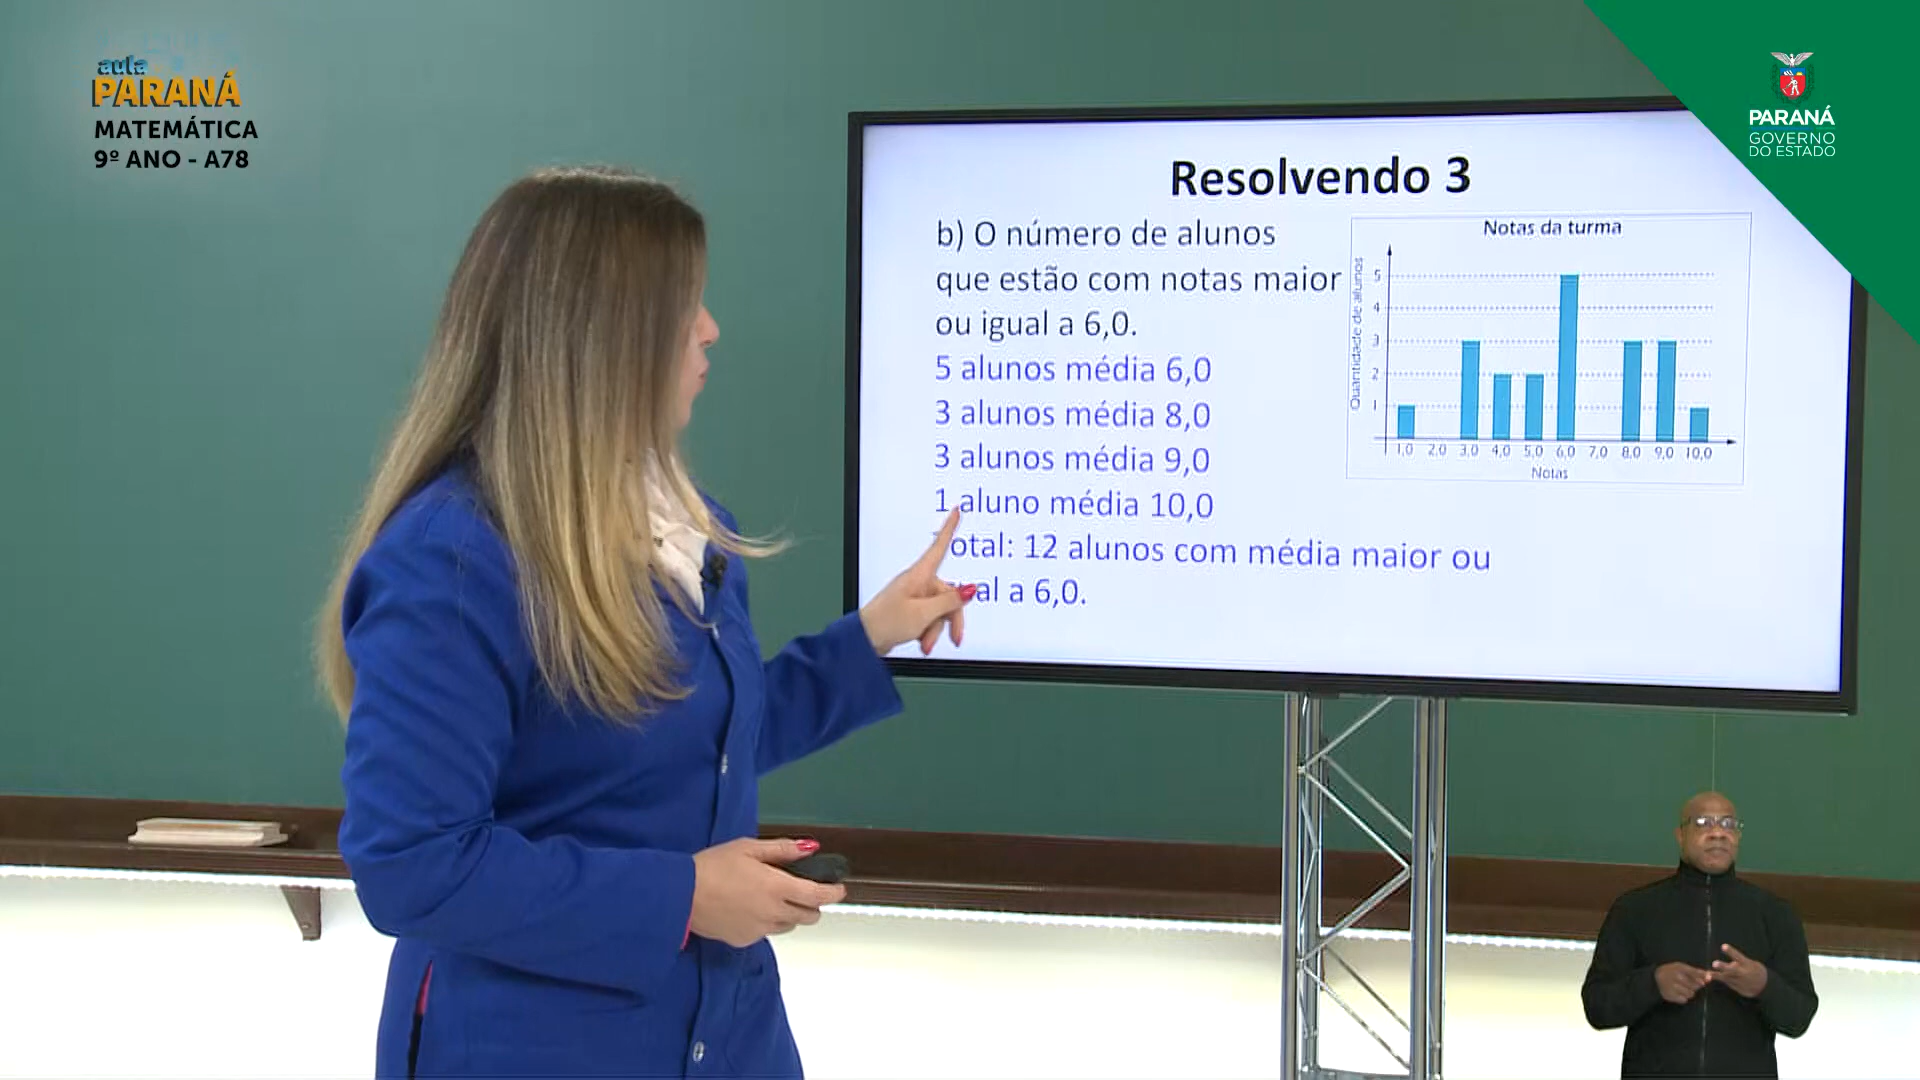 aula
PARANÁ
MATEMÁTICA
9º ANO - A78
PARANÁ
GOVERNO
DO ESTADO
Resolvendo 3
b) O número de alunos
que estão com notas maior
ou igual a 6,0.
5 alunos média 6,0
3 alunos média 8,0
3 alunos média 9,0
1 aluno média 10,0
Total: 12 alunos com média maior ou
igual a 6,0.
Notas da turma
Quantidade de alunos
5
4
3
2
1
1,0 2,0 3,0 4,0 5,0 6,0 7,0 8,0 9,0 10,0
Notas